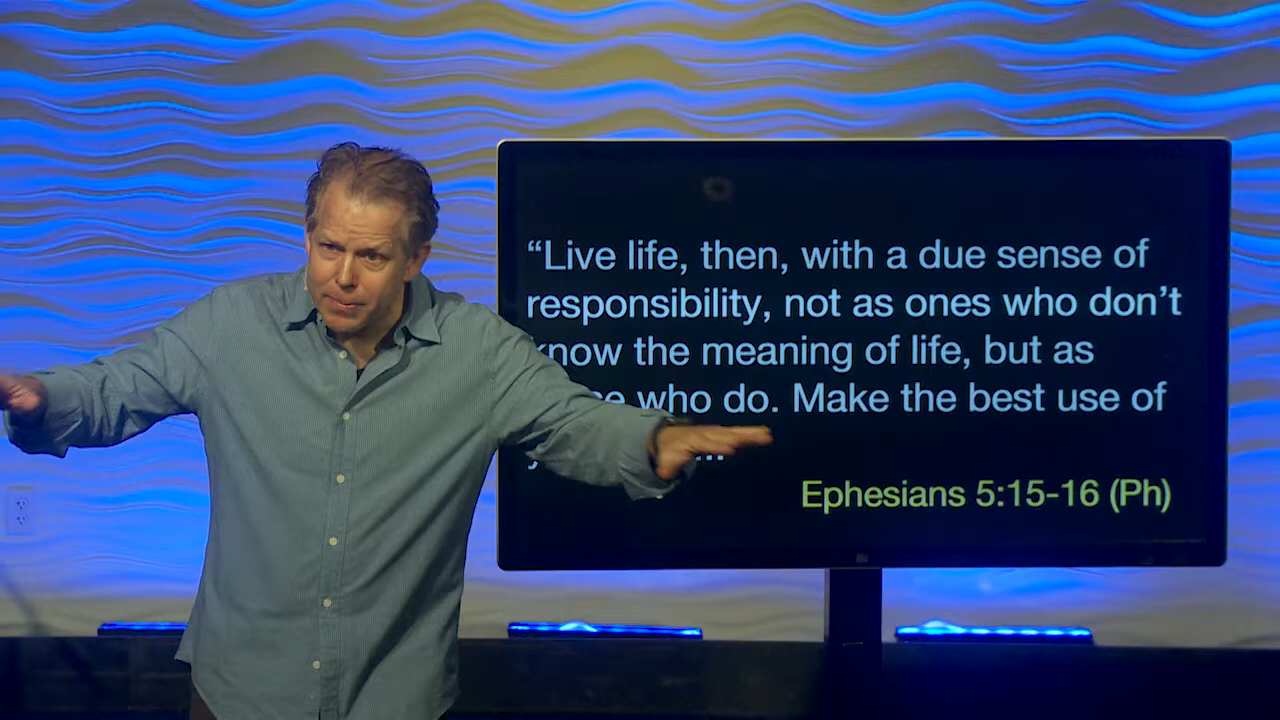 “Live life, then, with a due sense of
responsibility, not as ones who don’t
know the meaning of life, but as
who do. Make the best use of
Ephesians 5:15-16 (Ph)